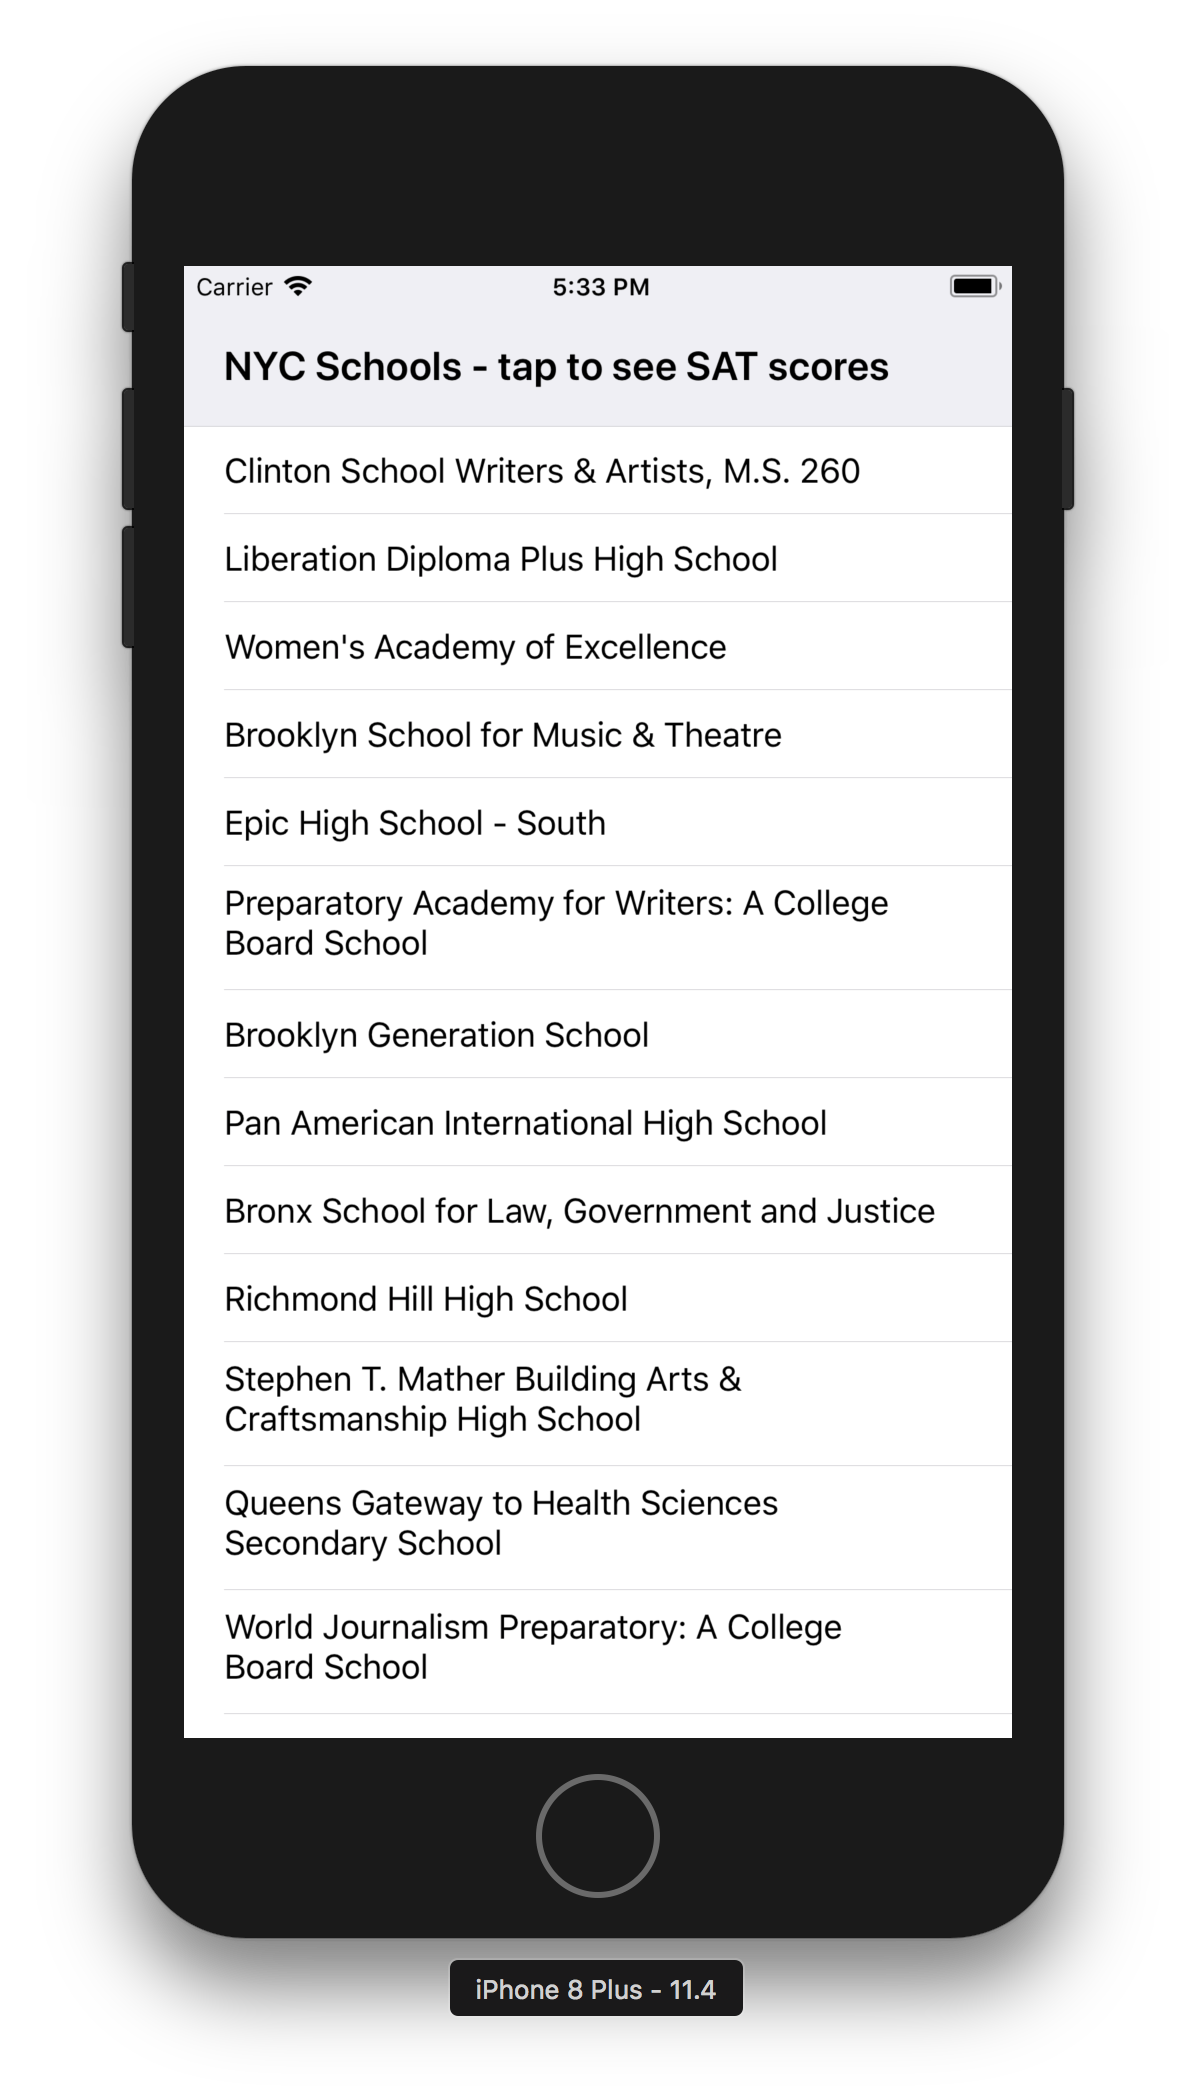 Carrier 5:33 PM
NYC Schools - tap to see SAT scores
Clinton School Writers & Artists, M.S. 260
Liberation Diploma Plus High School
Women's Academy of Excellence
Brooklyn School for Music & Theatre
Epic High School - South
Preparatory Academy for Writers: A College
Board School
Brooklyn Generation School
Pan American International High School
Bronx School for Law, Government and Justice
Richmond Hill High School
Stephen T. Mather Building Arts &
Craftsmanship High School
Queens Gateway to Health Sciences
Secondary School
World Journalism Preparatory: A College
Board School
iPhone 8 Plus - 11.4